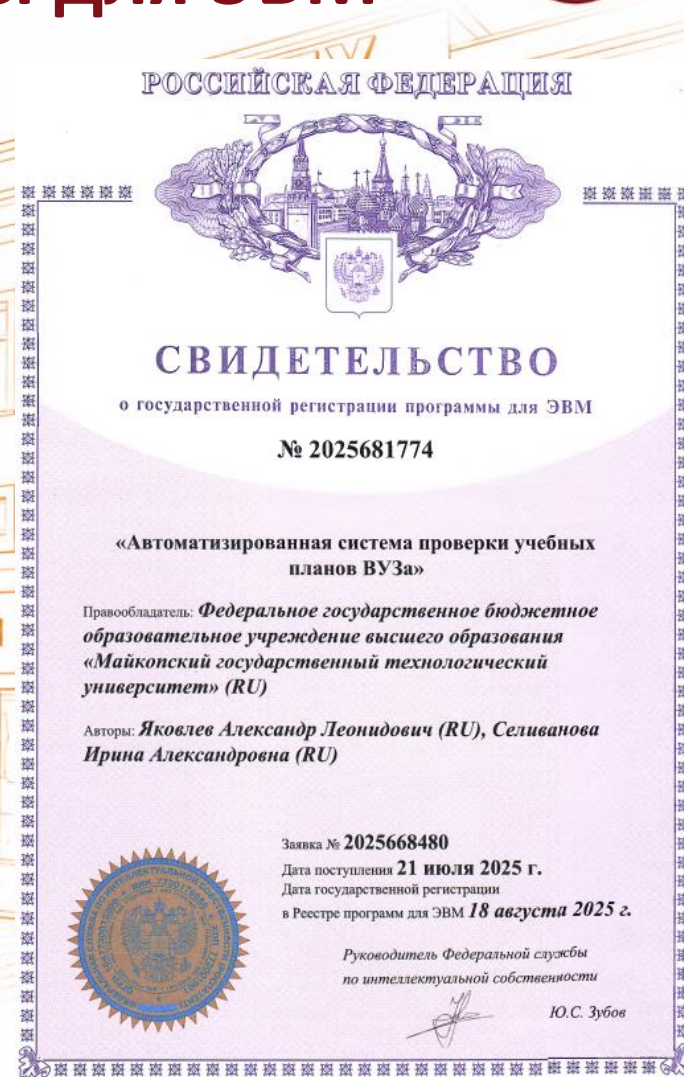 для ЭВМ
РОССИЙСКАЯ ФЕДЕРАЦИЯ
СВИДЕТЕЛЬСТВО
о государственной регистрации программы для ЭВМ
№ 2025681774
«Автоматизированная система проверки учебных
планов ВУЗа»
Правообладатель: Федеральное государственное бюджетное
образовательное учреждение высшего образования
«Майкопский государственный технологический
университет» (RU)
Авторы: Яковлев Александр Леонидович (RU), Селиванова
Ирина Александровна (RU)
Заявка № 2025668480
Дата поступления 21 июля 2025 г.
Дата государственной регистрации
в Реестре программ для ЭВМ 18 августа 2025 г.
Руководитель Федеральной службы
по интеллектуальной собственности
Ю.С. Зубов